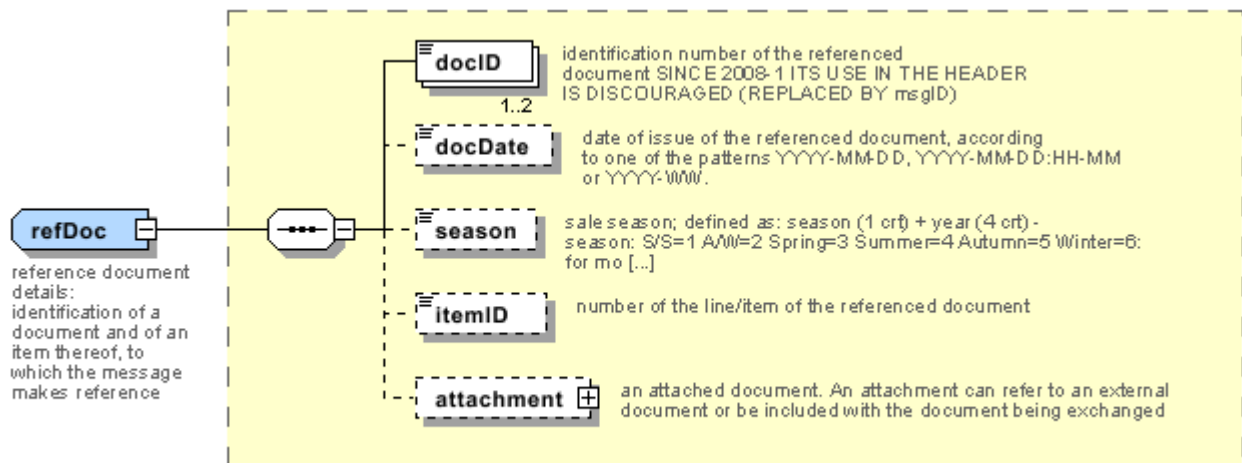 docID
1..2
identification number of the referenced
document SINCE 2008-1 ITS USE IN THE HEADER
IS DISCOURAGED (REPLACED BY msgID)
docDate
date of issue of the referenced document, according
to one of the patterns YYYY-MM-DD, YYYY-MM-DD:HH-MM
or YYYY-WW.
refDoc
reference document
details:
identification of a
document and of an
item thereof, to
which the message
makes reference
season
sale season; defined as: season (1 crt) + year (4 crt) -
season: S/S=1 A/W=2 Spring=3 Summer=4 Autumn=5 Winter=6:
for mo [...]
itemID
number of the line/item of the referenced document
attachment
an attached document. An attachment can refer to an external
document or be included with the document being exchanged